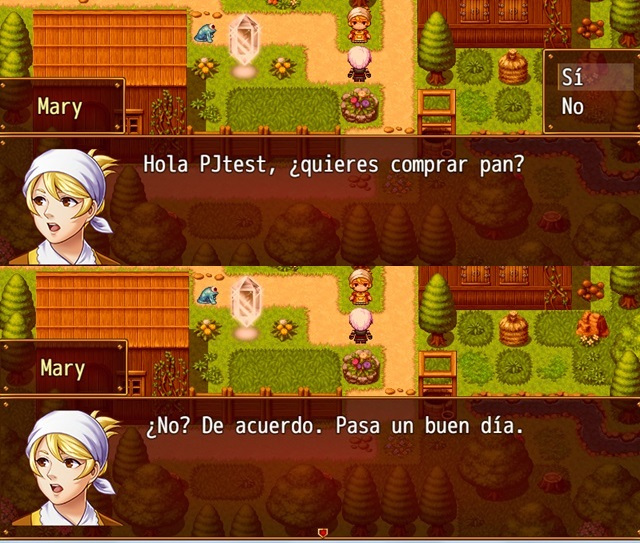 Sí
No
Mary
Hola PJtest, ¿quieres comprar pan?
Mary
¿No? De acuerdo. Pasa un buen día.